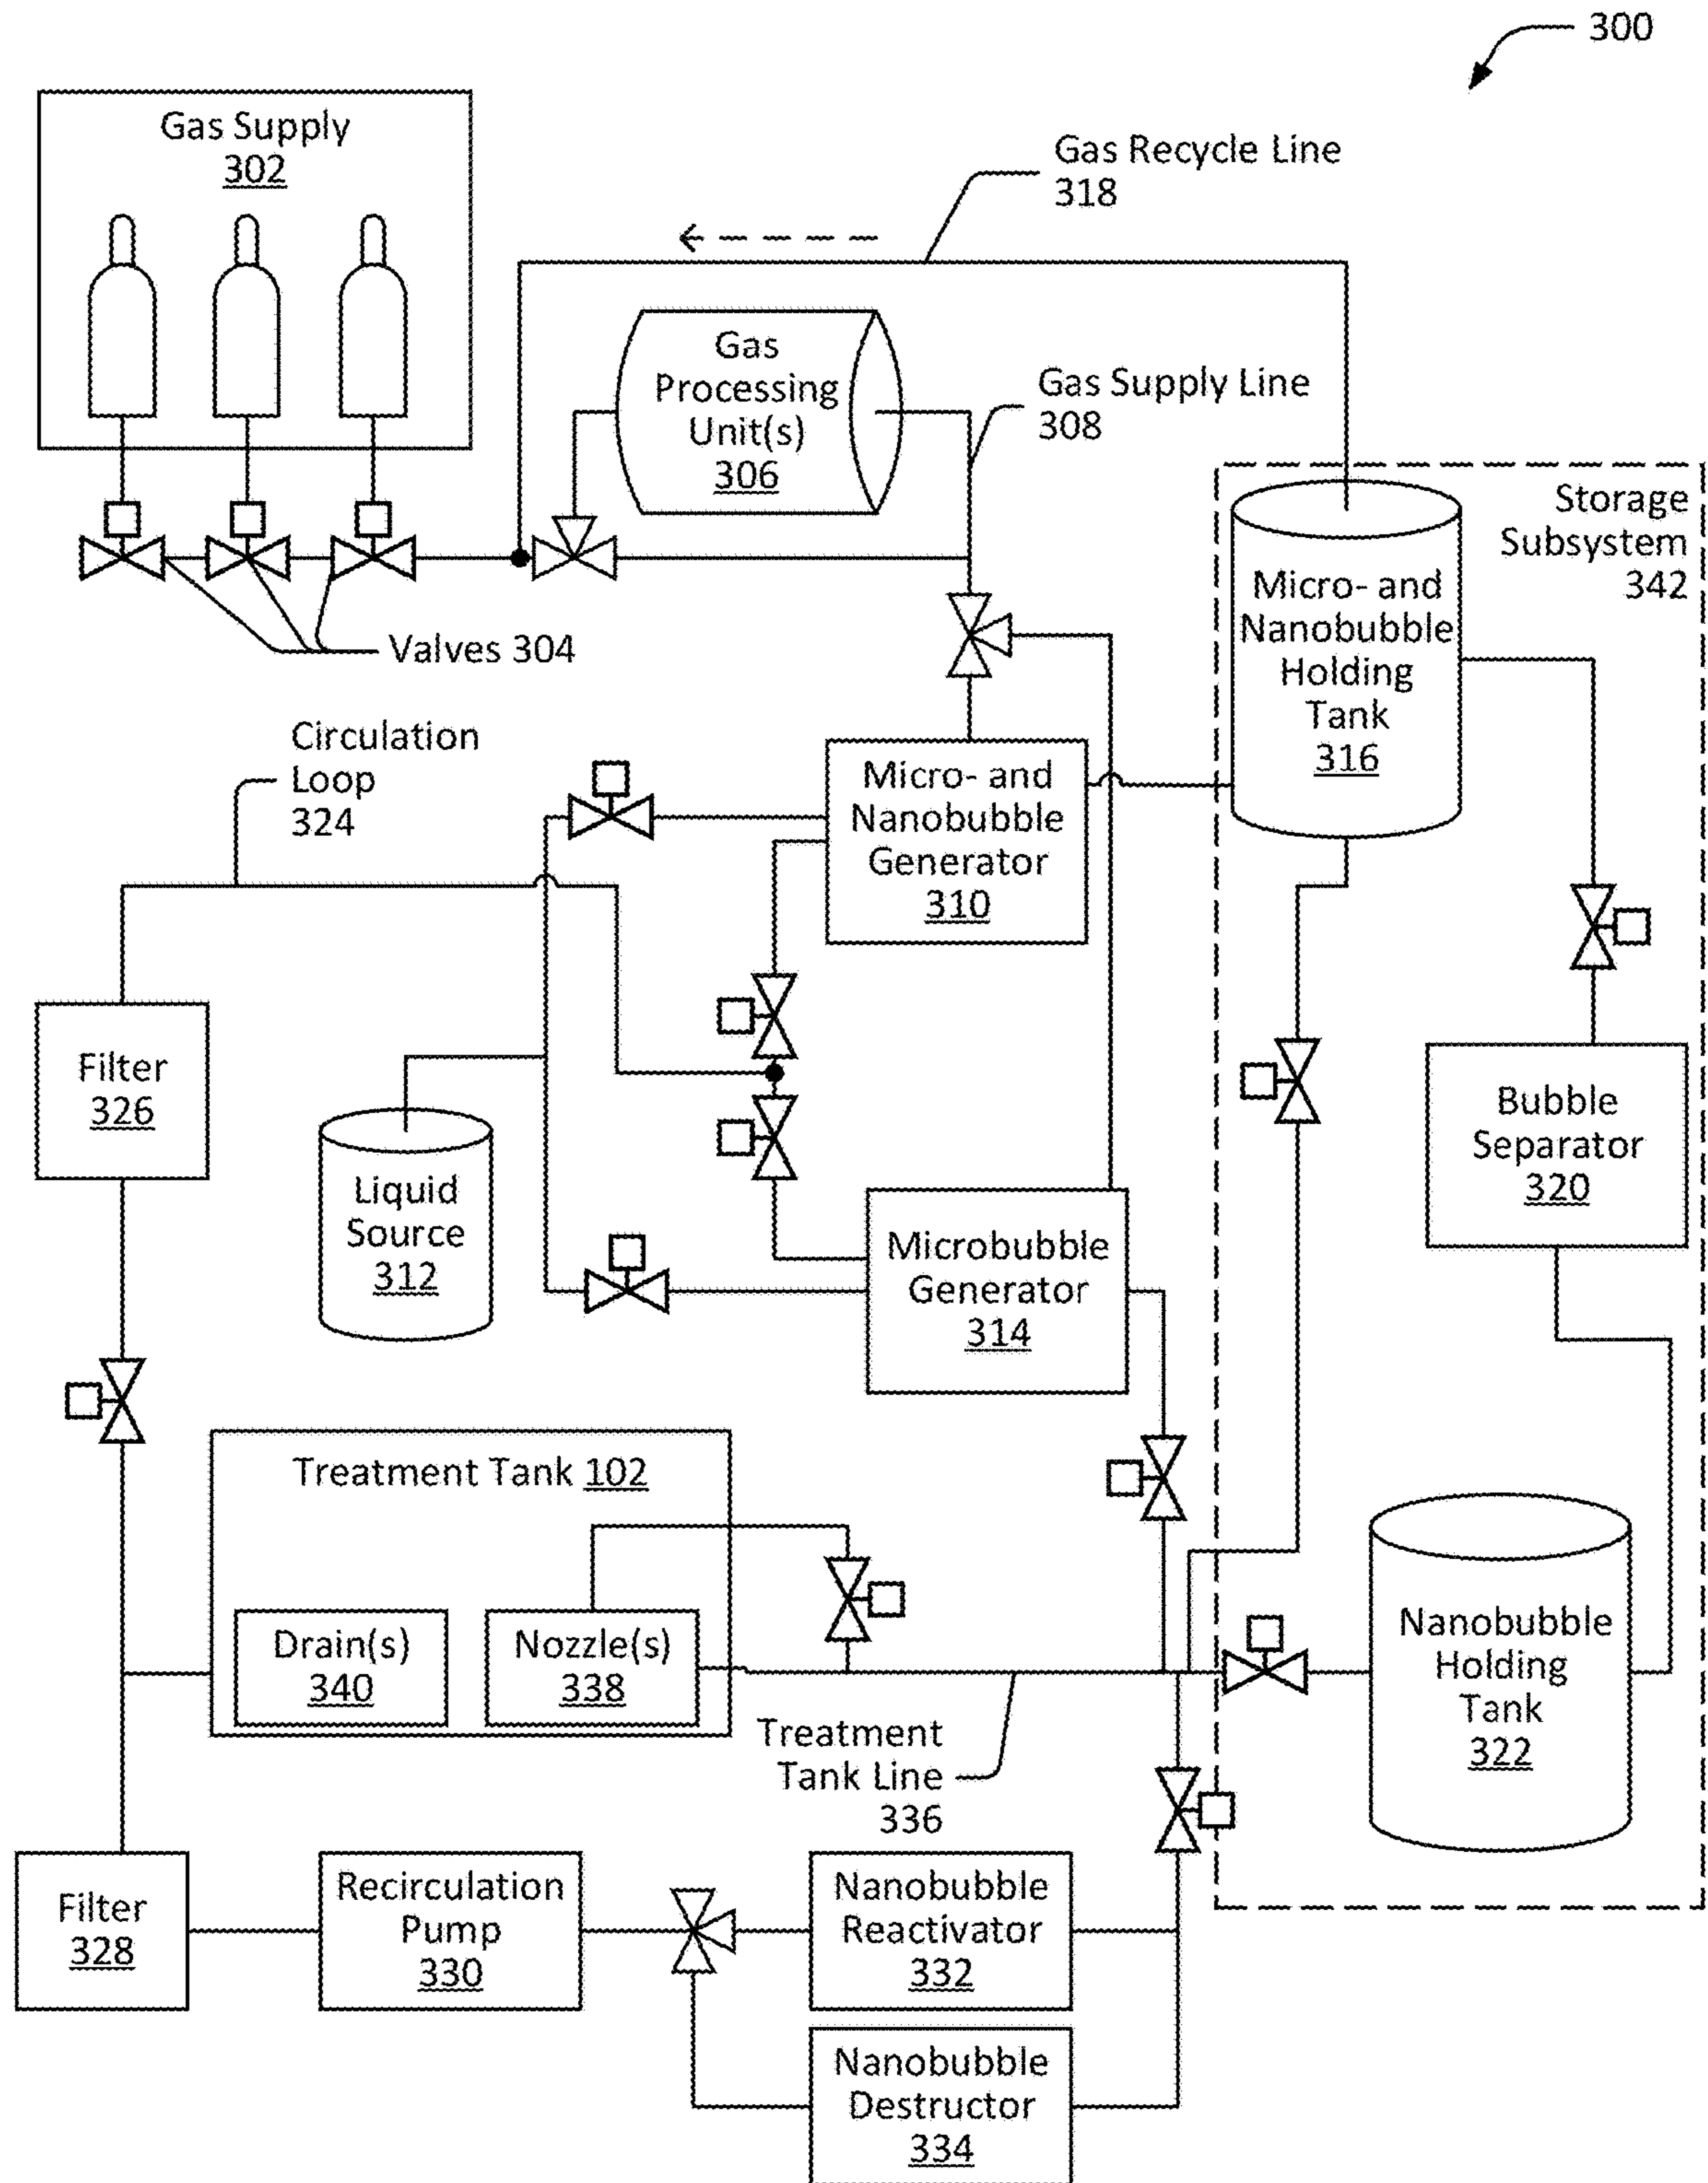 300
Gas Supply
302
Gas Recycle Line
318
Gas
Processing
Unit(s)
306
Gas Supply Line
308
Storage
Subsystem
342
Valves 304
Micro- and
Nanobubble
Holding
Tank
316
Circulation
Loop
324
Micro- and
Nanobubble
Generator
310
Filter
326
Liquid
Source
312
Bubble
Separator
320
Microbubble
Generator
314
Treatment Tank 102
Drain(s)
340
Nozzle(s)
338
Nanobubble
Holding
Tank
322
Treatment
Tank Line
336
Filter
328
Recirculation
Pump
330
Nanobubble
Reactivator
332
Nanobubble
Destructor
334